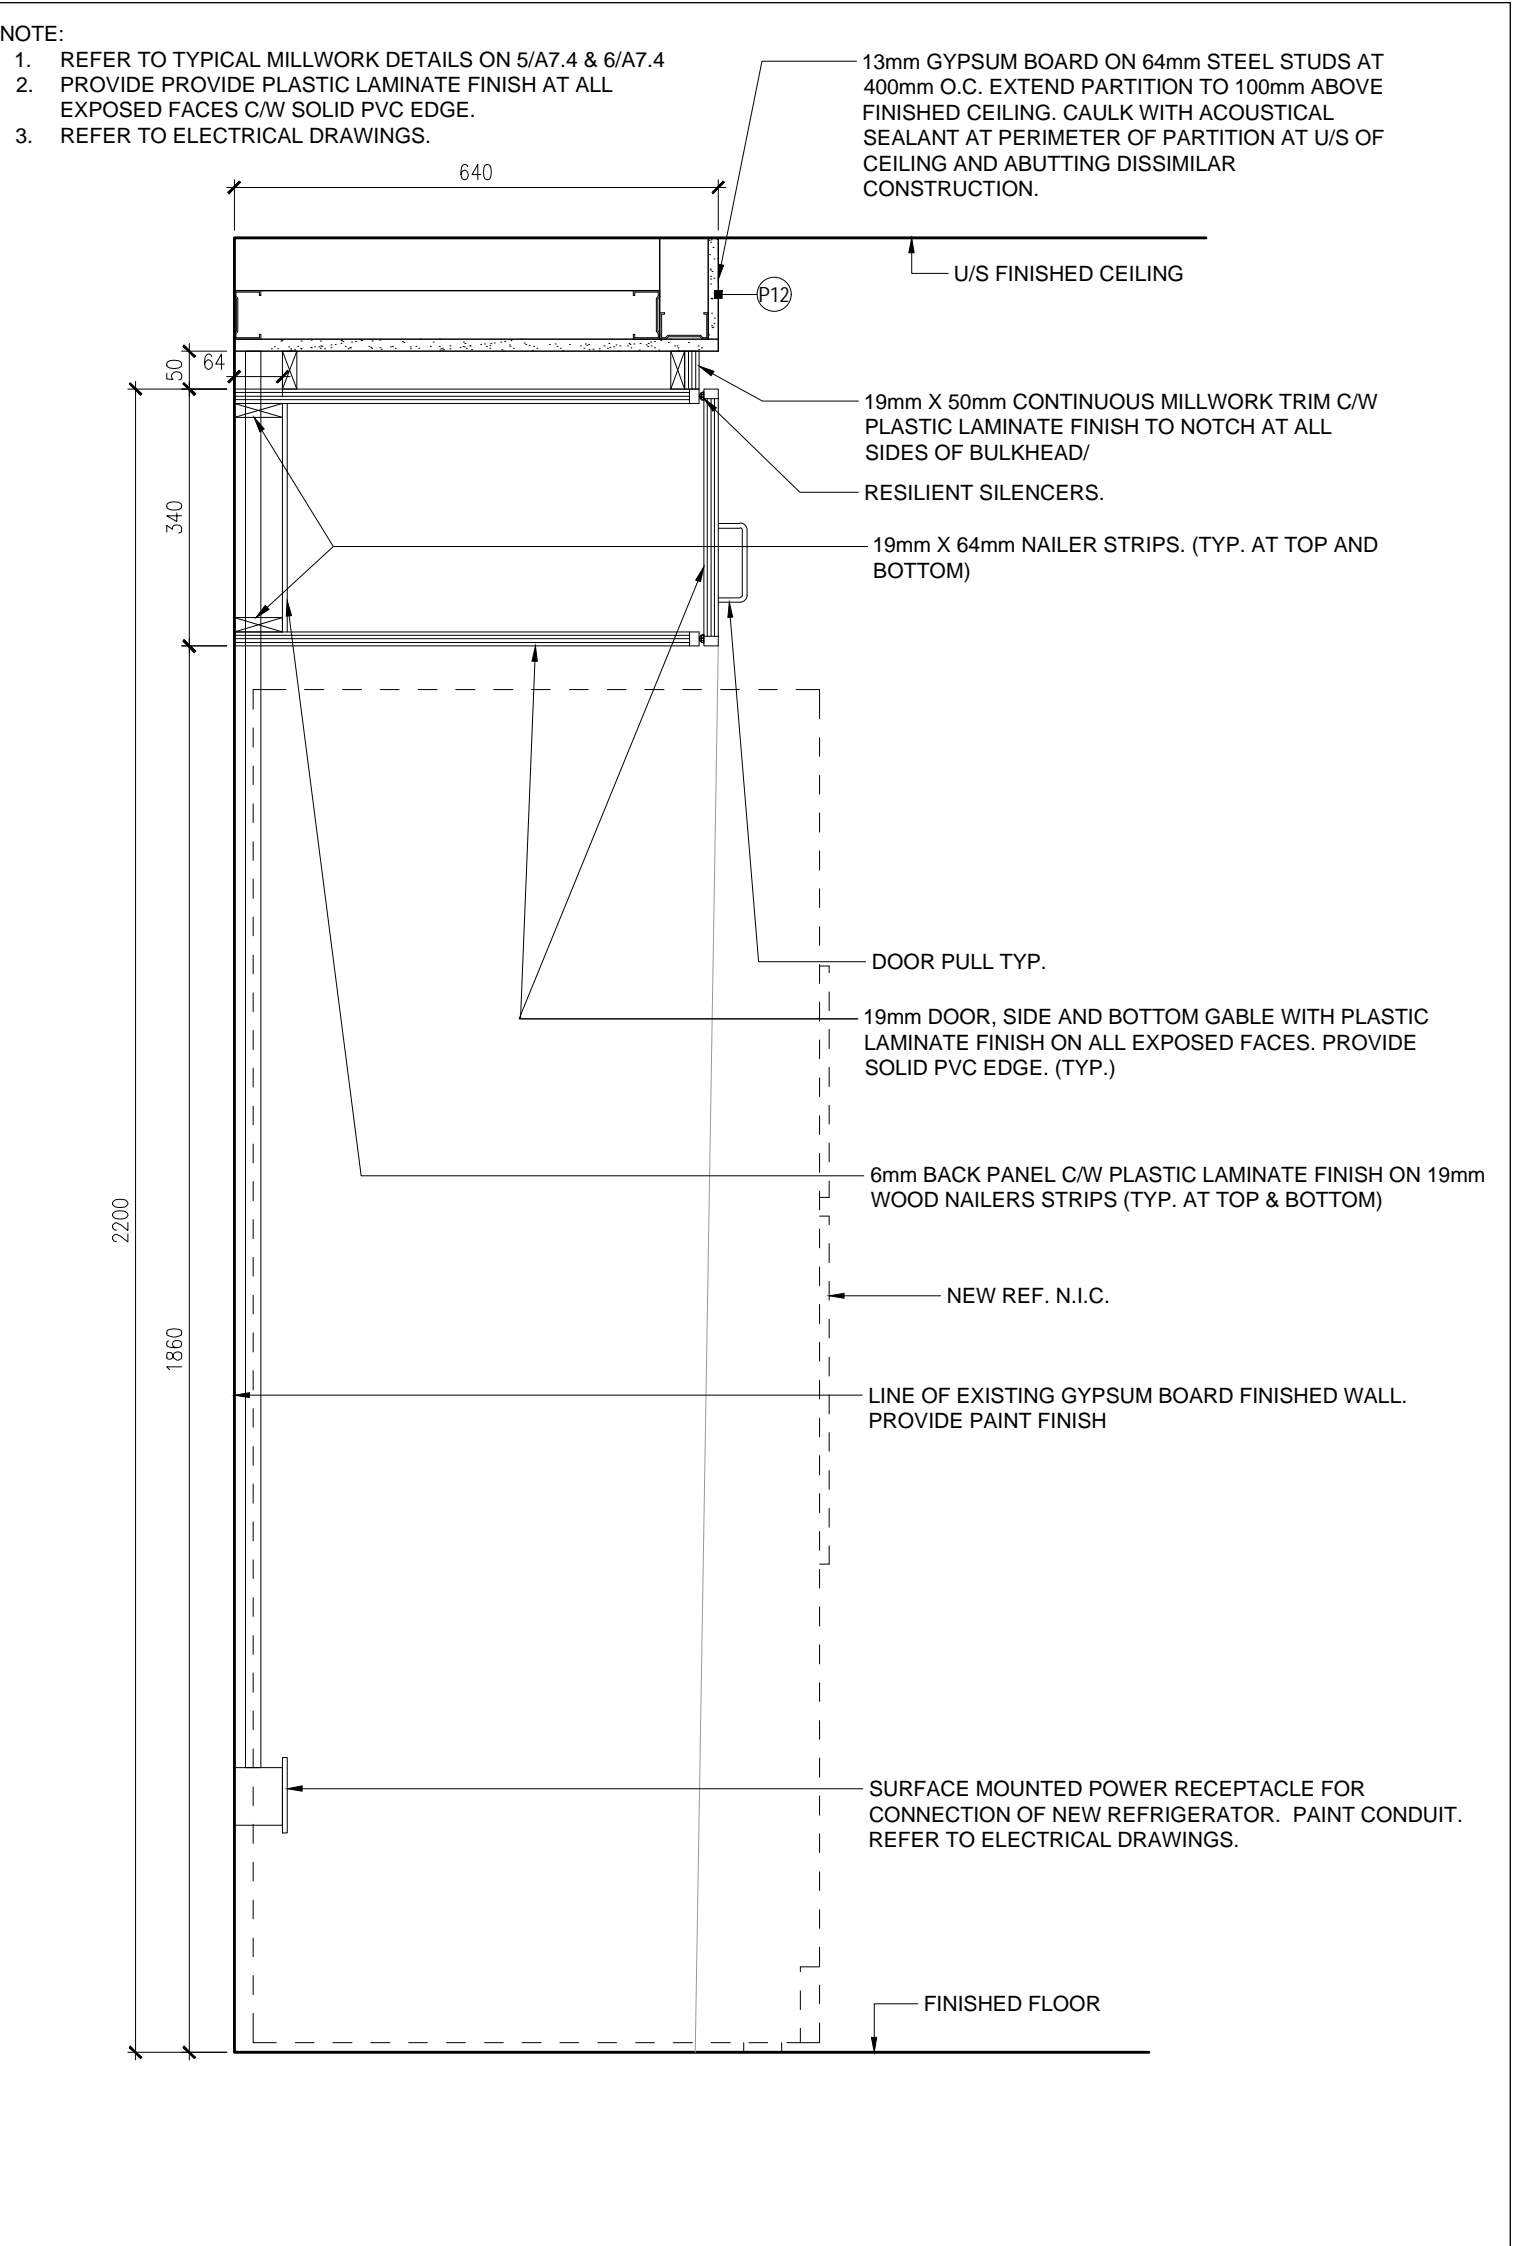 NOTE:
1. REFER TO TYPICAL MILLWORK DETAILS ON 5/A7.4 & 6/A7.4
2. PROVIDE PROVIDE PLASTIC LAMINATE FINISH AT ALL
EXPOSED FACES C/W SOLID PVC EDGE.
3. REFER TO ELECTRICAL DRAWINGS.
13mm GYPSUM BOARD ON 64mm STEEL STUDS AT
400mm O.C. EXTEND PARTITION TO 100mm ABOVE
FINISHED CEILING. CAULK WITH ACOUSTICAL
SEALANT AT PERIMETER OF PARTITION AT U/S OF
CEILING AND ABUTTING DISSIMILAR
CONSTRUCTION.
640
U/S FINISHED CEILING
P12
50
64
19mm X 50mm CONTINUOUS MILLWORK TRIM C/W
PLASTIC LAMINATE FINISH TO NOTCH AT ALL
SIDES OF BULKHEAD/
RESILIENT SILENCERS.
340
19mm X 64mm NAILER STRIPS. (TYP. AT TOP AND
BOTTOM)
DOOR PULL TYP.
19mm DOOR, SIDE AND BOTTOM GABLE WITH PLASTIC
LAMINATE FINISH ON ALL EXPOSED FACES. PROVIDE
SOLID PVC EDGE. (TYP.)
6mm BACK PANEL C/W PLASTIC LAMINATE FINISH ON 19mm
WOOD NAILERS STRIPS (TYP. AT TOP & BOTTOM)
2200
NEW REF. N.I.C.
1860
LINE OF EXISTING GYPSUM BOARD FINISHED WALL.
PROVIDE PAINT FINISH
SURFACE MOUNTED POWER RECEPTACLE FOR
CONNECTION OF NEW REFRIGERATOR. PAINT CONDUIT.
REFER TO ELECTRICAL DRAWINGS.
FINISHED FLOOR